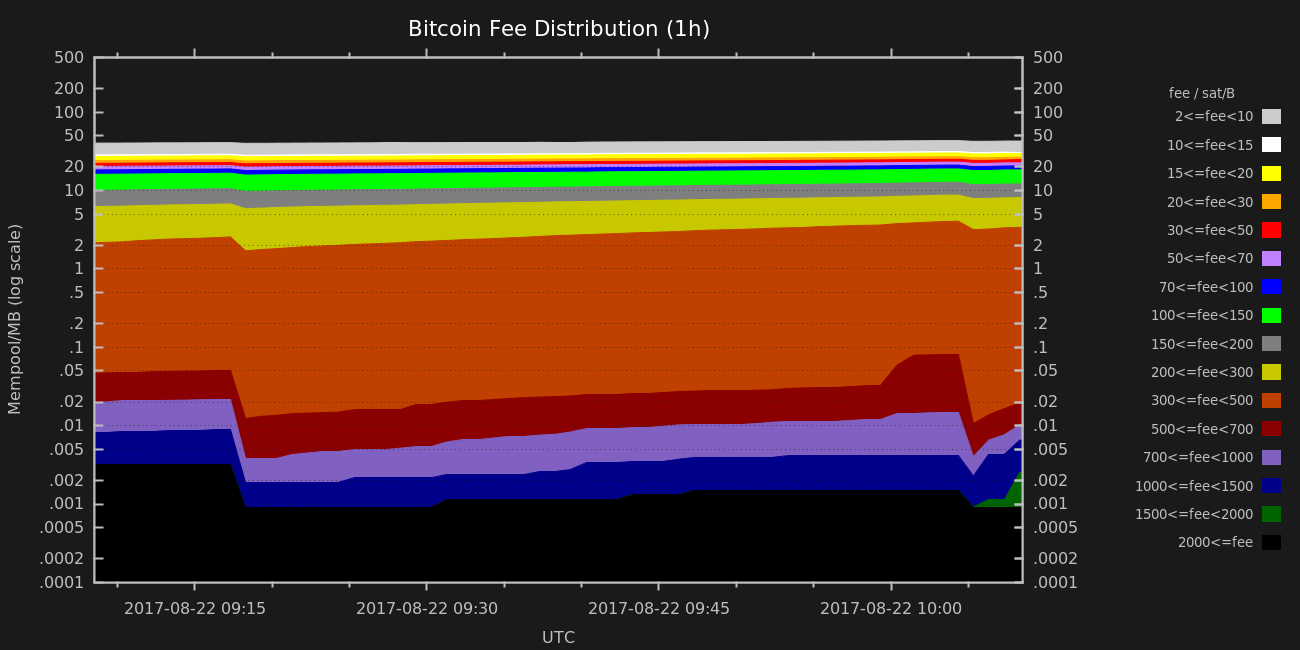 Bitcoin Fee Distribution (1h)
Mempool/MB (log scale)
500
200
100
50
20
10
5
2
1
.5
.2
.1
.05
.02
.01
.005
.002
.001
.0005
.0002
.0001
500
200
100
50
20
10
5
2
1
.5
.2
.1
.05
.02
.01
.005
.002
.001
.0005
.0002
.0001
2017-08-22 09:15
2017-08-22 09:30
2017-08-22 09:45
2017-08-22 10:00
UTC
fee / sat/B
2<=fee<10
10<=fee<15
15<=fee<20
20<=fee<30
30<=fee<50
50<=fee<70
70<=fee<100
100<=fee<150
150<=fee<200
200<=fee<300
300<=fee<500
500<=fee<700
700<=fee<1000
1000<=fee<1500
1500<=fee<2000
2000<=fee